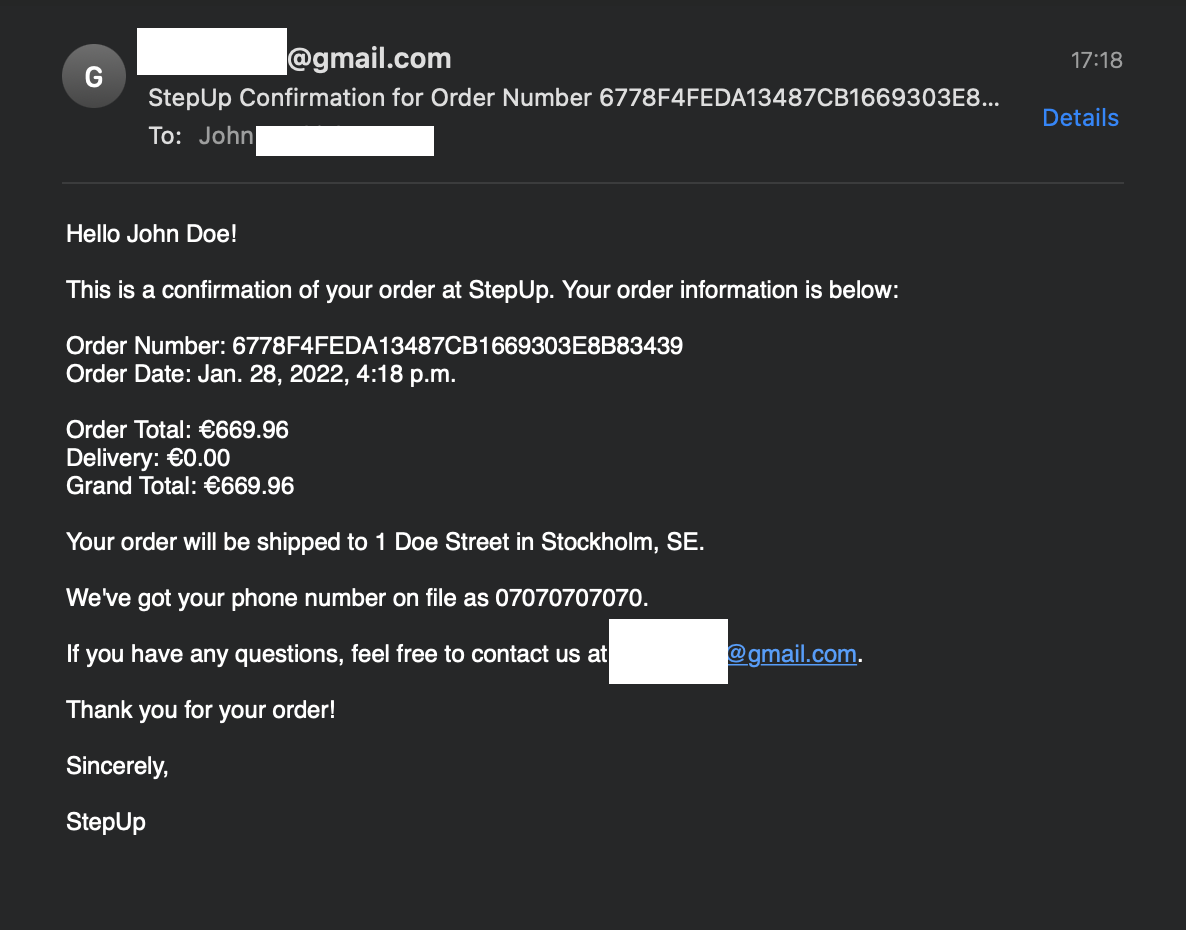 G
@gmail.com
17:18
StepUp Confirmation for Order Number 6778F4FEDA13487CB1669303E8...
Details
To: John
Hello John Doe!
This is a confirmation of your order at StepUp. Your order information is below:
Order Number: 6778F4FEDA13487CB1669303E8B83439
Order Date: Jan. 28, 2022, 4:18 p.m.
Order Total: €669.96
Delivery: €0.00
Grand Total: €669.96
Your order will be shipped to 1 Doe Street in Stockholm, SE.
We've got your phone number on file as 07070707070.
If you have any questions, feel free to contact us at @gmail.com.
Thank you for your order!
Sincerely,
StepUp